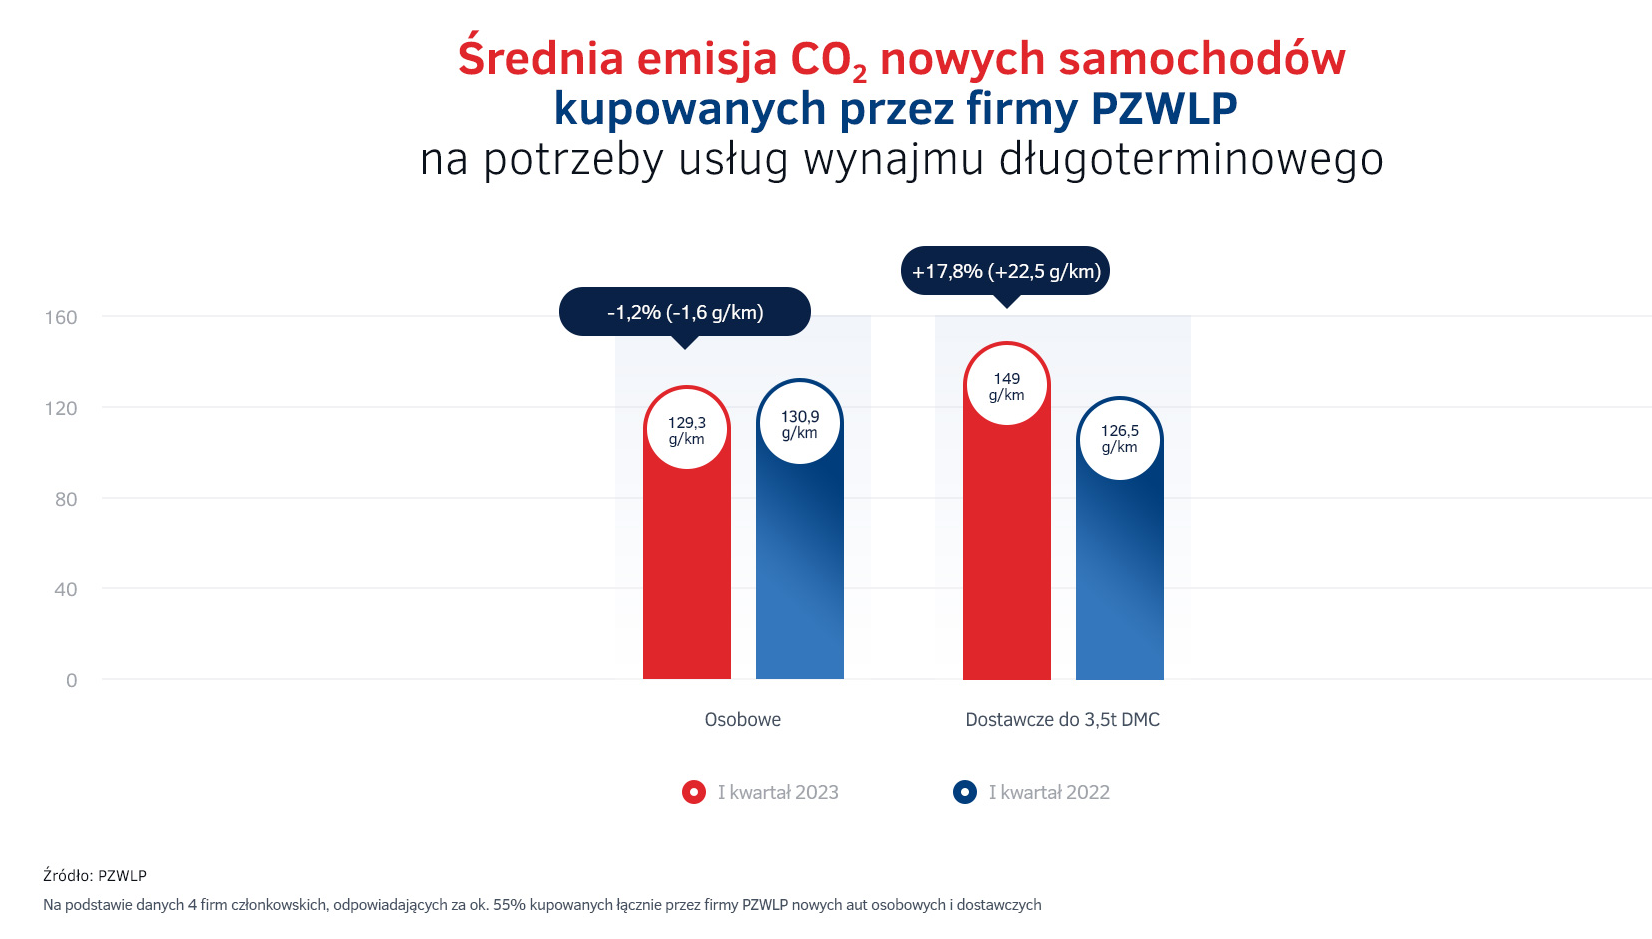 Średnia emisja CO₂ nowych samochodów
kupowanych przez firmy PZWLP
na potrzeby usług wynajmu długoterminowego
+17,8% (+22,5 g/km)
-1,2% (-1,6 g/km)
160
120
80
40
0
129,3
g/km
130,9
g/km
149
g/km
126,5
g/km
Osobowe
Dostawcze do 3,5t DMC
I kwartał 2023
I kwartał 2022
Źródło: PZWLP
Na podstawie danych 4 firm członkowskich, odpowiadających za ok. 55% kupowanych łącznie przez firmy PZWLP nowych aut osobowych i dostawczych